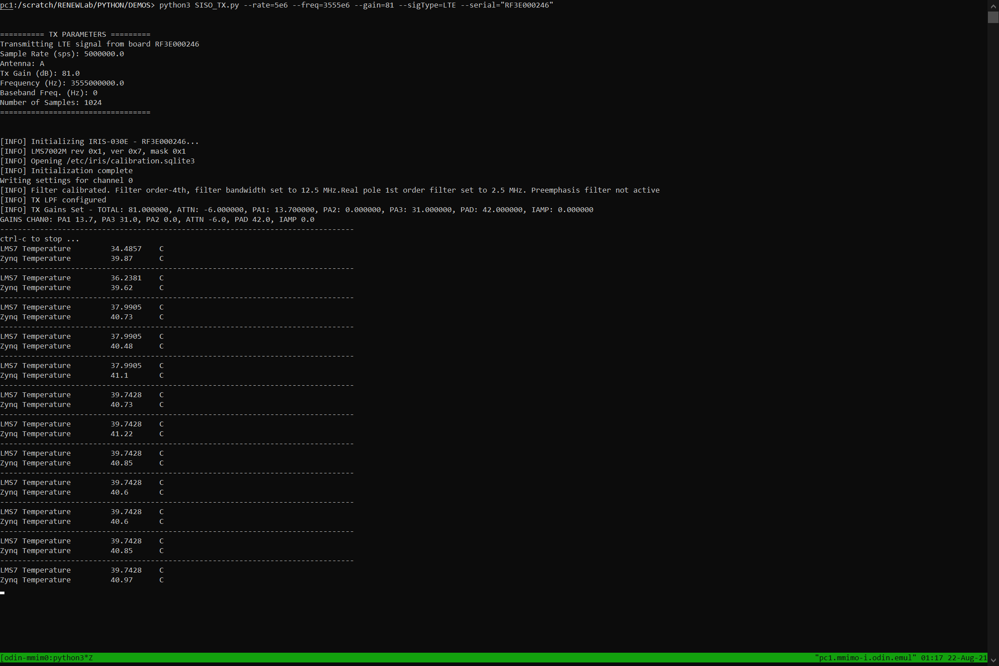 pc1:/scratch/RENEWLab/PYTHON/DEMOS> python3 SISO_TX.py --rate=5e6 --freq=3555e6 --gain=81 --sigType=LTE --serial="RF3E000246"
========== TX PARAMETERS =========
Transmitting LTE signal from board RF3E000246
Sample Rate (sps): 5000000.0
Antenna: A
Tx Gain (dB): 81.0
Frequency (Hz): 3555000000.0
Baseband Freq. (Hz): 0
Number of Samples: 1024
==================================
[INFO] Initializing IRIS-030E - RF3E000246...
[INFO] LMS7002M rev 0x1, ver 0x7, mask 0x1
[INFO] Opening /etc/iris/calibration.sqlite3
[INFO] Initialization complete
Writing settings for channel 0
[INFO] Filter calibrated. Filter order-4th, filter bandwidth set to 12.5 MHz.Real pole 1st order filter set to 2.5 MHz. Preemphasis filter not active
[INFO] TX LPF configured
[INFO] TX Gains Set - TOTAL: 81.000000, ATTN: -6.000000, PA1: 13.700000, PA2: 0.000000, PA3: 31.000000, PAD: 42.000000, IAMP: 0.000000
GAINS CHAN0: PA1 13.7, PA3 31.0, PA2 0.0, ATTN -6.0, PAD 42.0, IAMP 0.0
--------------------------------------------------------------------------------
ctrl-c to stop ...
LMS7 Temperature         34.4857    C
Zynq Temperature         39.87      C
--------------------------------------------------------------------------------
LMS7 Temperature         36.2381    C
Zynq Temperature         39.62      C
--------------------------------------------------------------------------------
LMS7 Temperature         37.9905    C
Zynq Temperature         40.73      C
--------------------------------------------------------------------------------
LMS7 Temperature         37.9905    C
Zynq Temperature         40.48      C
--------------------------------------------------------------------------------
LMS7 Temperature         37.9905    C
Zynq Temperature         41.1       C
--------------------------------------------------------------------------------
LMS7 Temperature         39.7428    C
Zynq Temperature         40.73      C
--------------------------------------------------------------------------------
LMS7 Temperature         39.7428    C
Zynq Temperature         41.22      C
--------------------------------------------------------------------------------
LMS7 Temperature         39.7428    C
Zynq Temperature         40.85      C
--------------------------------------------------------------------------------
LMS7 Temperature         39.7428    C
Zynq Temperature         40.6       C
--------------------------------------------------------------------------------
LMS7 Temperature         39.7428    C
Zynq Temperature         40.6       C
--------------------------------------------------------------------------------
LMS7 Temperature         39.7428    C
Zynq Temperature         40.85      C
--------------------------------------------------------------------------------
LMS7 Temperature         39.7428    C
Zynq Temperature         40.97      C
[odin-mmim0:python3*Z "pc1.mmimo-i.odin.emul" 01:17 22-Aug-21